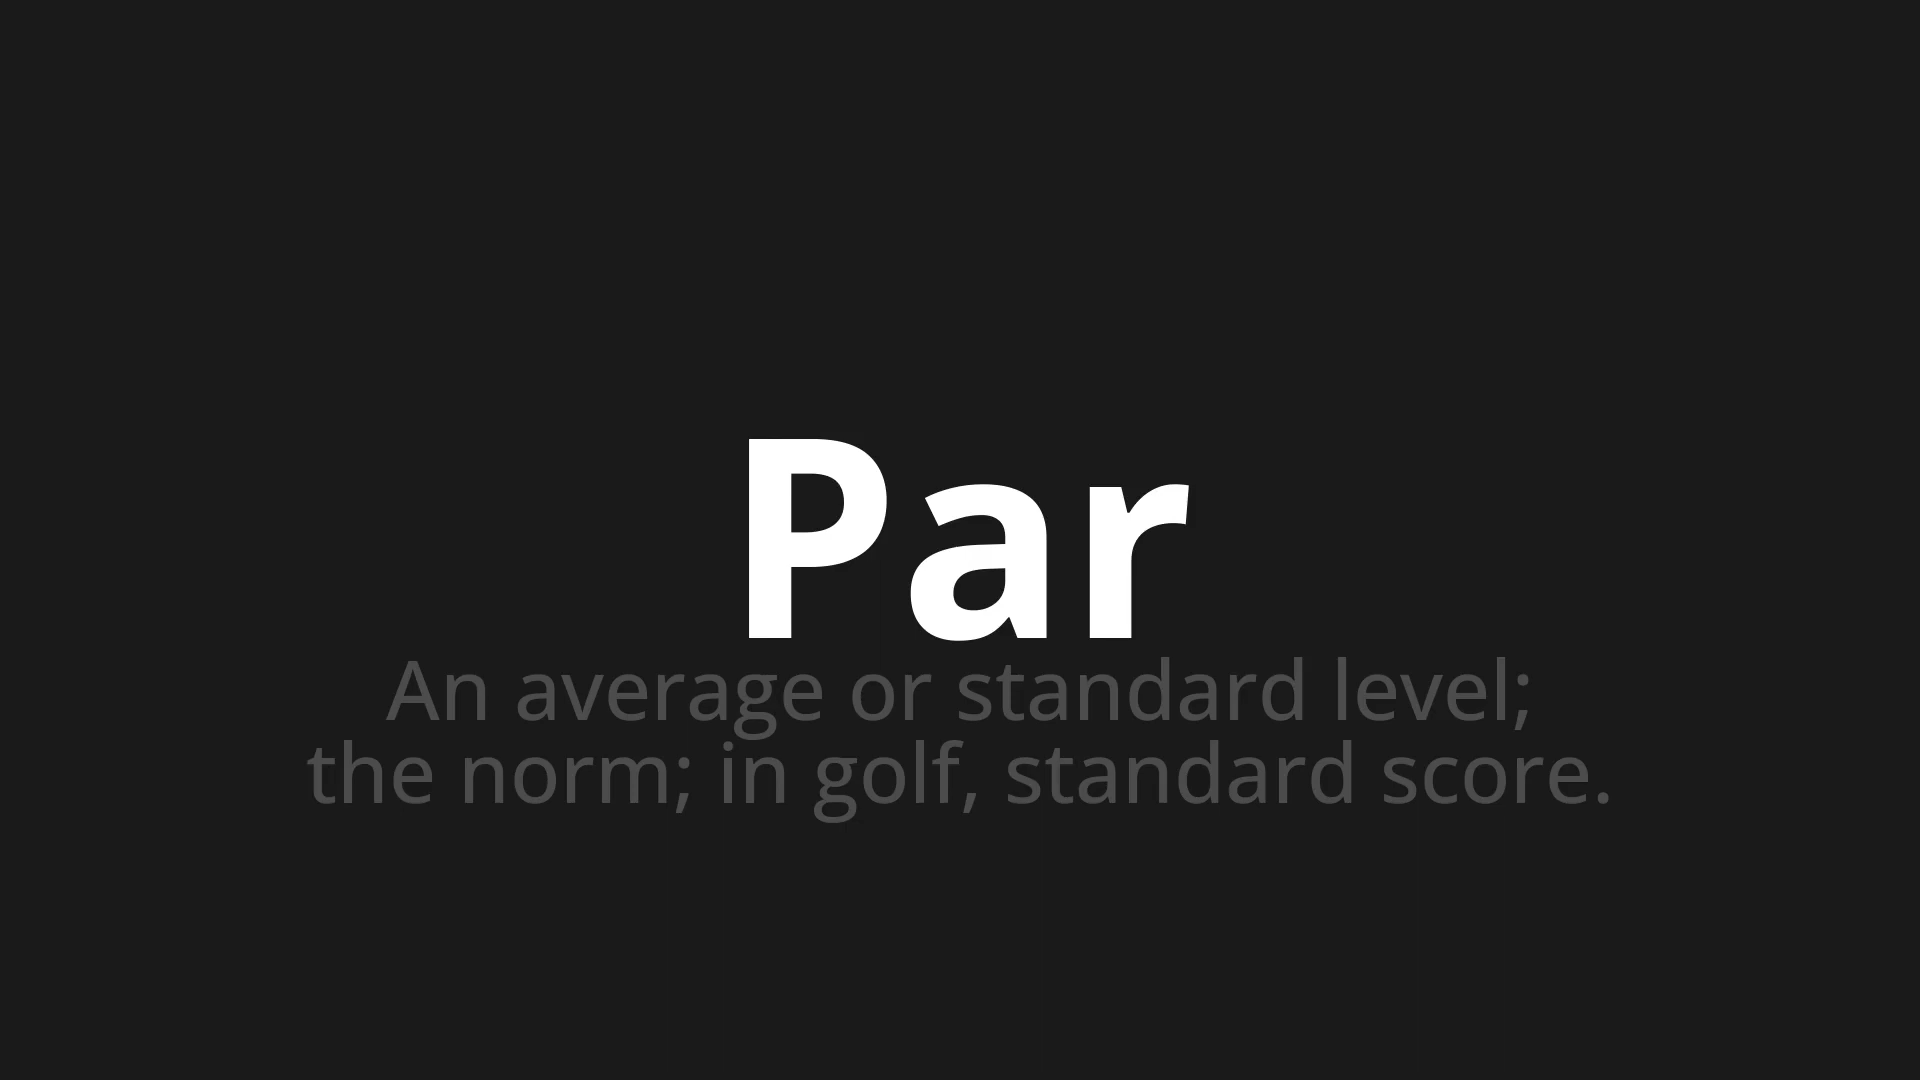 Par
An average or standard level;
the norm; in golf, standard score.